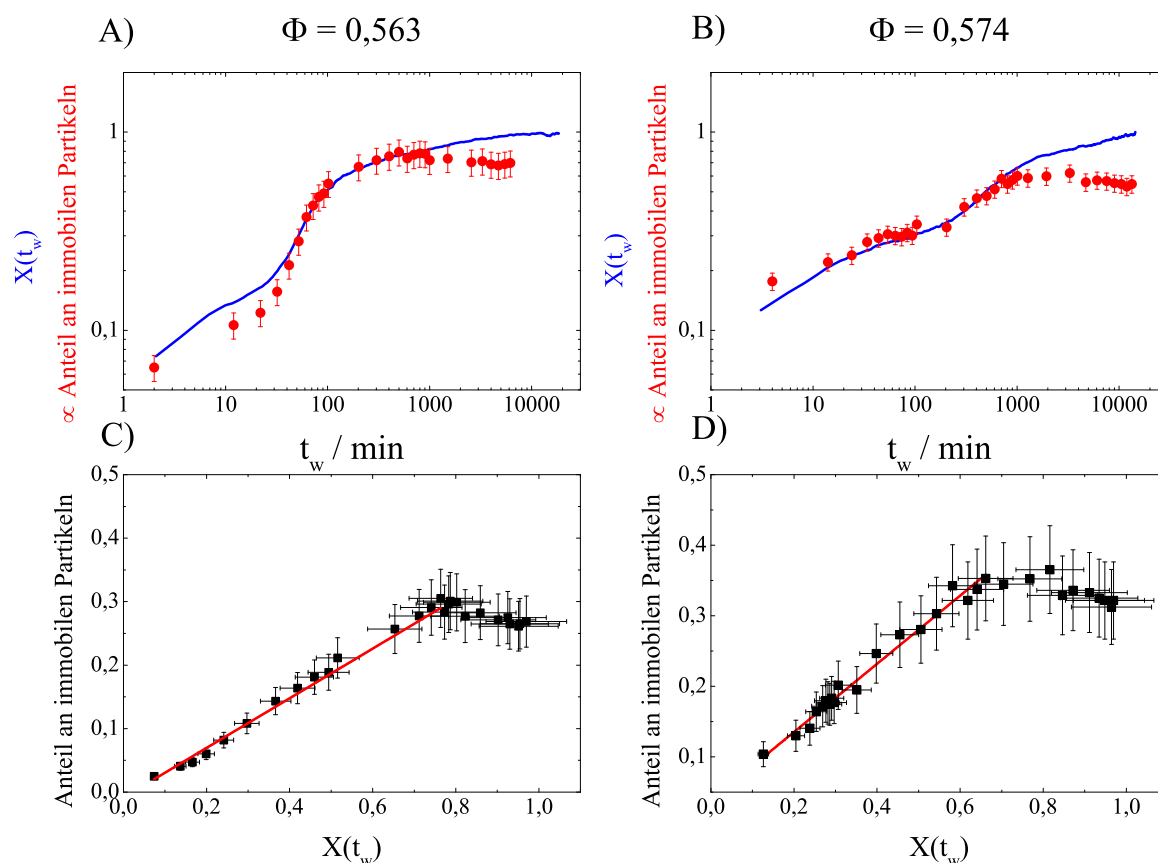 A)
Φ = 0,563
X(t_w)
∝ Anteil an immobilen Partikeln
1
0,1
1 10 100 1000 10000
t_w / min
B)
Φ = 0,574
X(t_w)
∝ Anteil an immobilen Partikeln
1
0,1
1 10 100 1000 10000
t_w / min
C)
Anteil an immobilen Partikeln
0,5
0,4
0,3
0,2
0,1
0,0
0,0 0,2 0,4 0,6 0,8 1,0
X(t_w)
D)
Anteil an immobilen Partikeln
0,5
0,4
0,3
0,2
0,1
0,0 0,2 0,4 0,6 0,8 1,0
X(t_w)